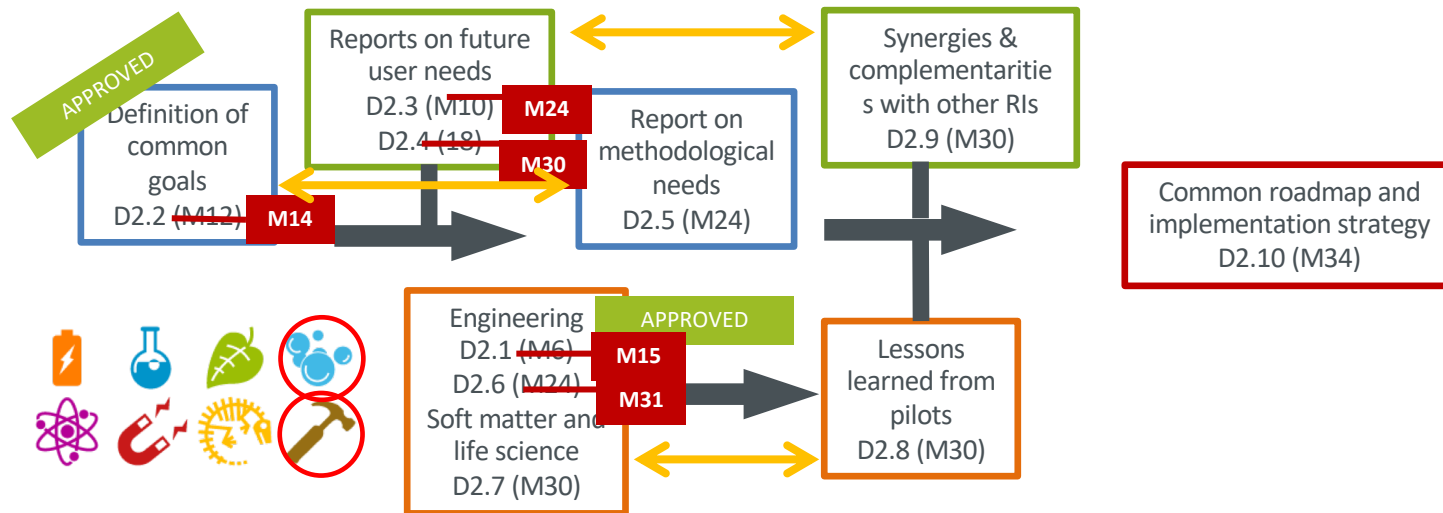 APPROVED
Definition of
common
goals
D2.2 (M12)
M14
Reports on future
user needs
D2.3 (M10)
M24
D2.4 (18)
M30
Report on
methodological
needs
D2.5 (M24)
Synergies &
complementaritie
s with other RIs
D2.9 (M30)
Common roadmap and
implementation strategy
D2.10 (M34)
Engineering
APPROVED
D2.1 (M6)
M15
D2.6 (M24)
M31
Soft matter and
life science
D2.7 (M30)
Lessons
learned from
pilots
D2.8 (M30)